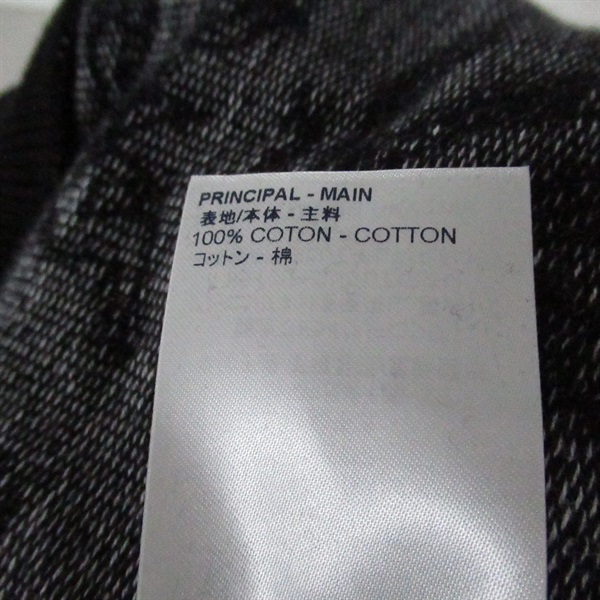 PRINCIPAL - MAIN
表地/本体 - 主料
100% COTON - COTTON
コットン - 棉